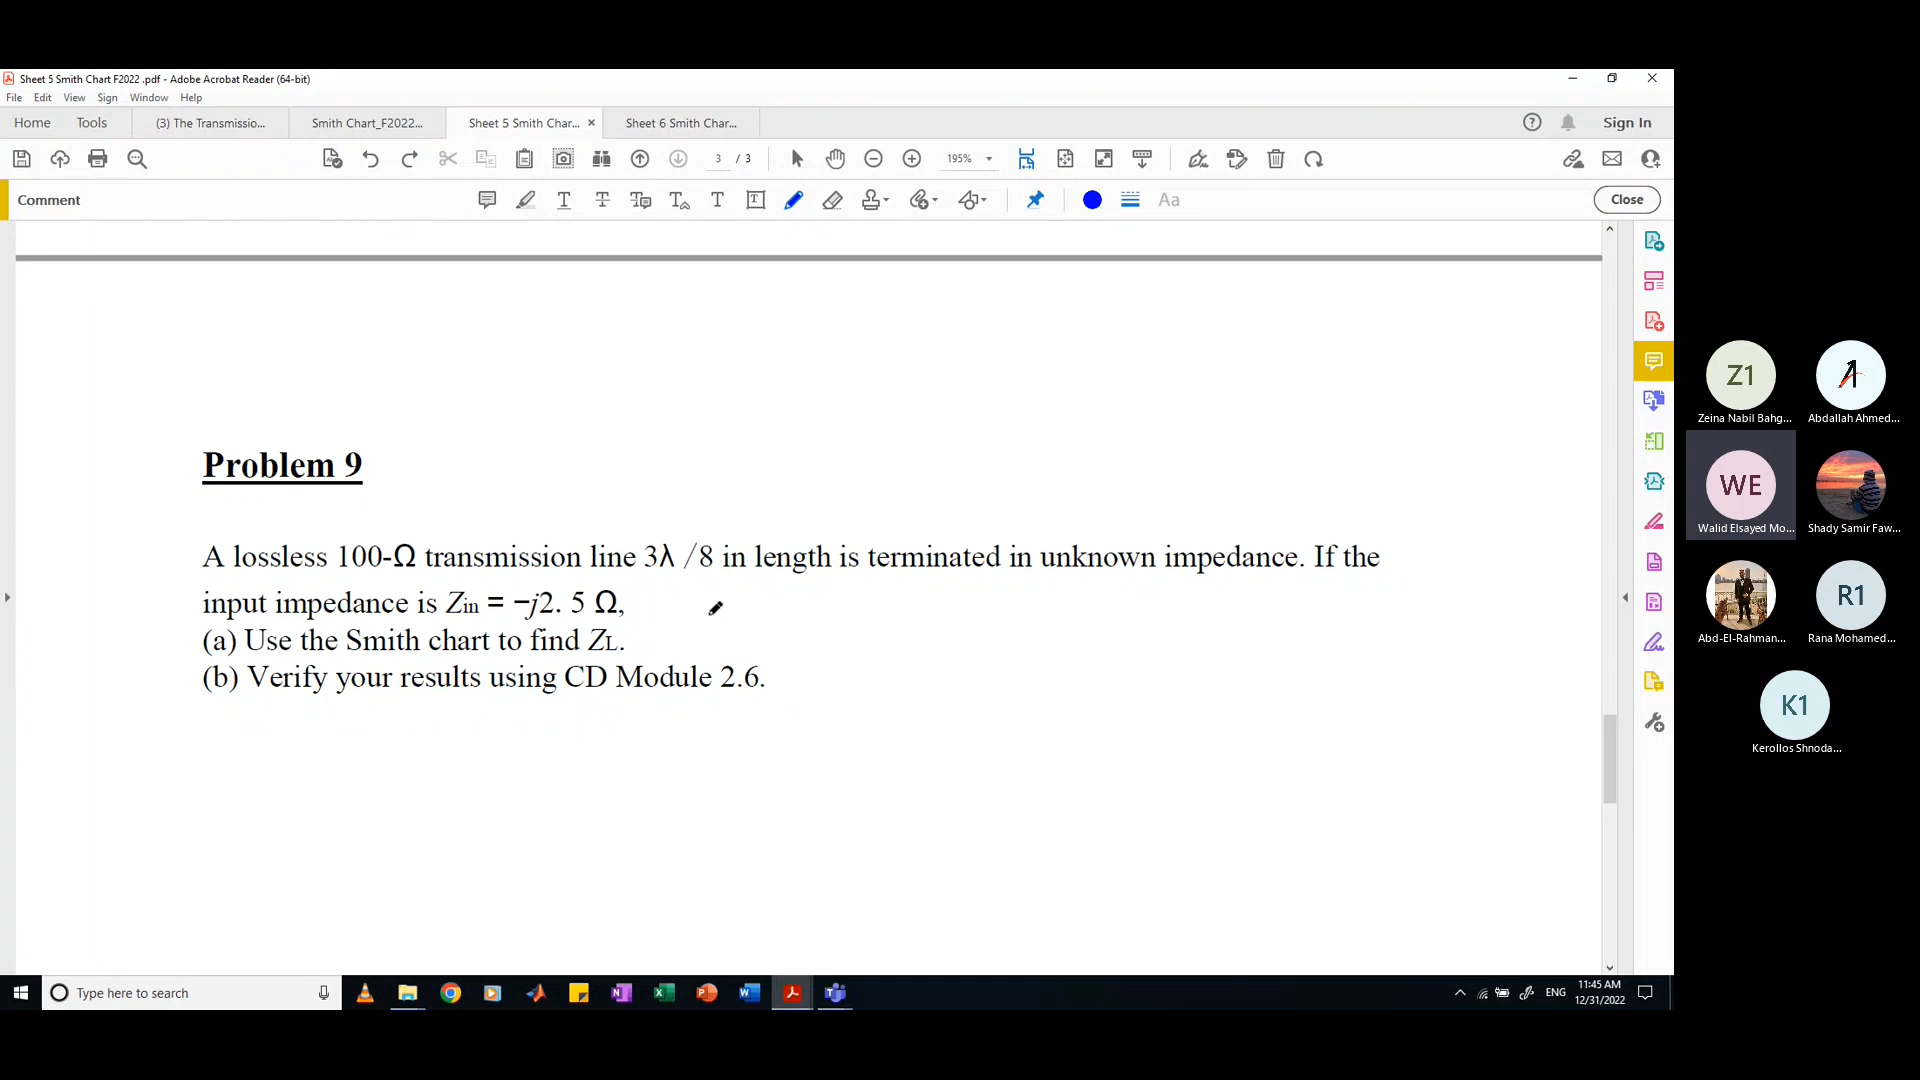 Sheet 5 Smith Chart F2022 .pdf - Adobe Acrobat Reader (64-bit)
File Edit View Sign Window Help
Home Tools (3) The Transmissio... Smith Chart_F2022... Sheet 5 Smith Char... × Sheet 6 Smith Char... Sign In
3 / 3 195%
Comment Aa Close
Problem 9
A lossless 100-Ω transmission line 3λ /8 in length is terminated in unknown impedance. If the
input impedance is Zin = −j2. 5 Ω,
(a) Use the Smith chart to find ZL.
(b) Verify your results using CD Module 2.6.
Z1
Zeina Nabil Bahg... Abdallah Ahmed...
WE
Walid Elsayed Mo... Shady Samir Faw...
R1
Abd-El-Rahman... Rana Mohamed...
K1
Kerollos Shnoda...
Type here to search
ENG 11:45 AM
12/31/2022